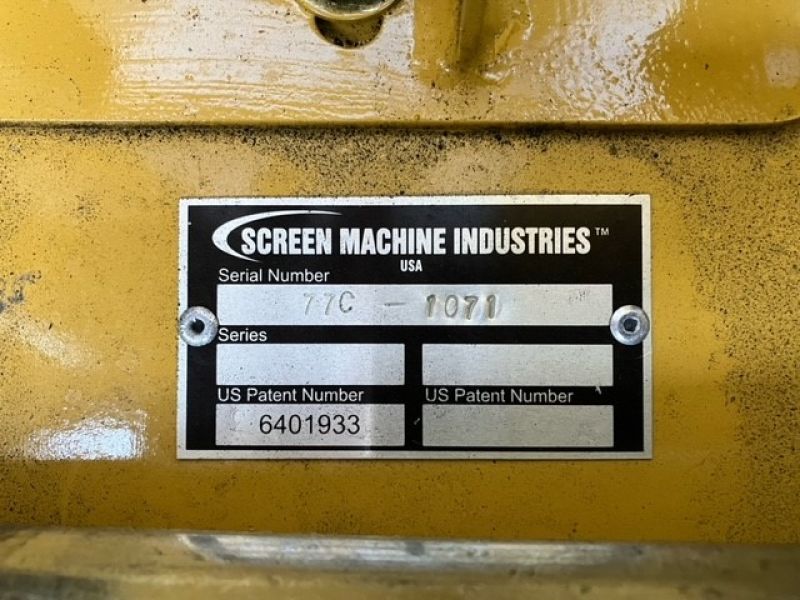 SCREEN MACHINE INDUSTRIES™
USA
Serial Number
77C - 1071
Series
US Patent Number US Patent Number
6401933